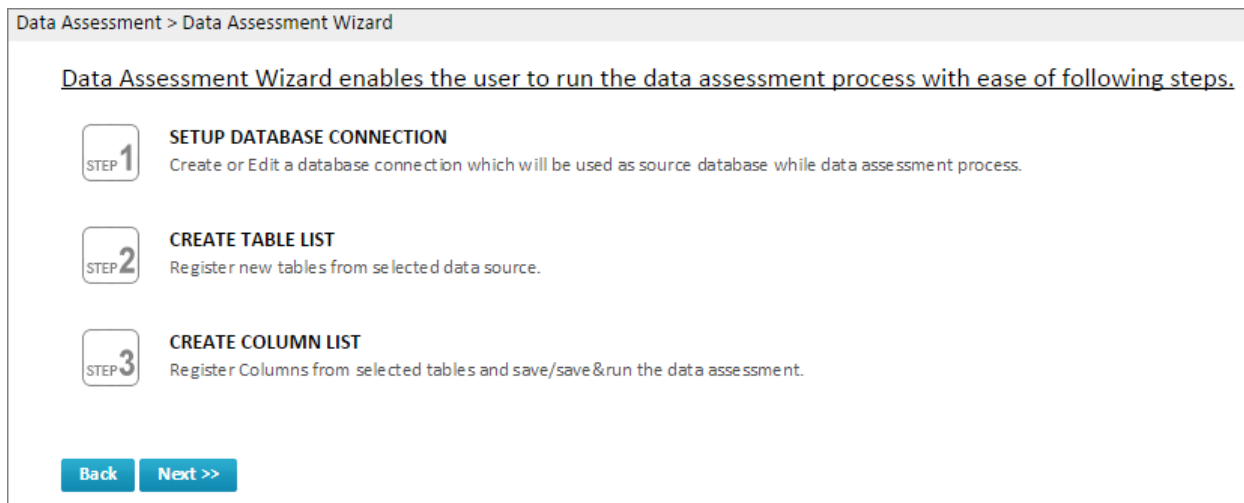 Data Assessment > Data Assessment Wizard
Data Assessment Wizard enables the user to run the data assessment process with ease of following steps.
STEP 1
SETUP DATABASE CONNECTION
Create or Edit a database connection which will be used as source database while data assessment process.
STEP 2
CREATE TABLE LIST
Register new tables from selected data source.
STEP 3
CREATE COLUMN LIST
Register Columns from selected tables and save/save&run the data assessment.
Back Next >>